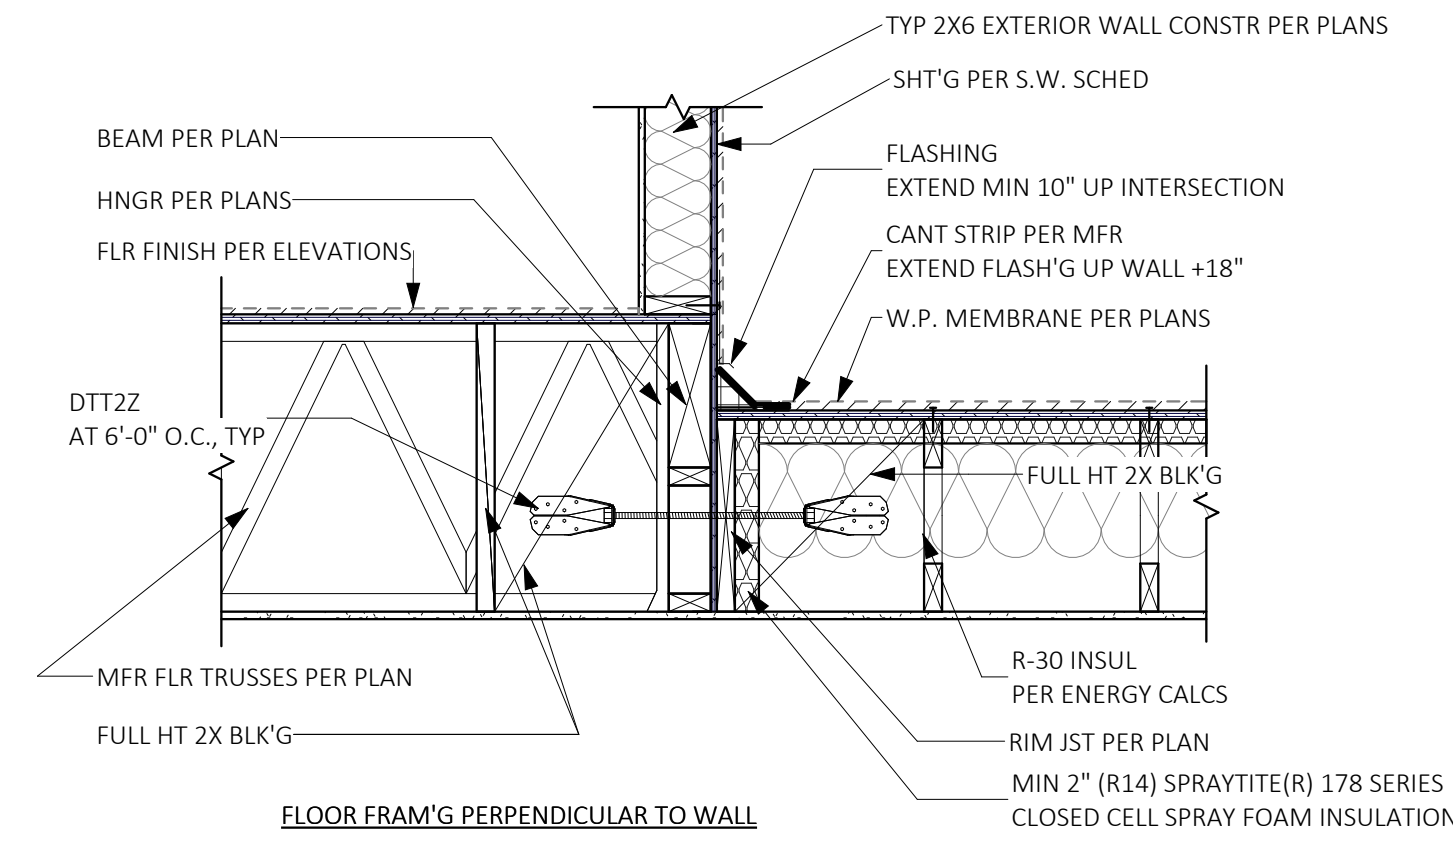 TYP 2X6 EXTERIOR WALL CONSTR PER PLANS
SHT'G PER S.W. SCHED
BEAM PER PLAN
FLASHING
EXTEND MIN 10" UP INTERSECTION
HNGR PER PLANS
CANT STRIP PER MFR
EXTEND FLASH'G UP WALL +18"
FLR FINISH PER ELEVATIONS
W.P. MEMBRANE PER PLANS
DTT2Z
AT 6'-0" O.C., TYP
FULL HT 2X BLK'G
MFR FLR TRUSSES PER PLAN
R-30 INSUL
PER ENERGY CALCS
FULL HT 2X BLK'G
RIM JST PER PLAN
MIN 2" (R14) SPRAYTITE(R) 178 SERIES
CLOSED CELL SPRAY FOAM INSULATION
FLOOR FRAM'G PERPENDICULAR TO WALL